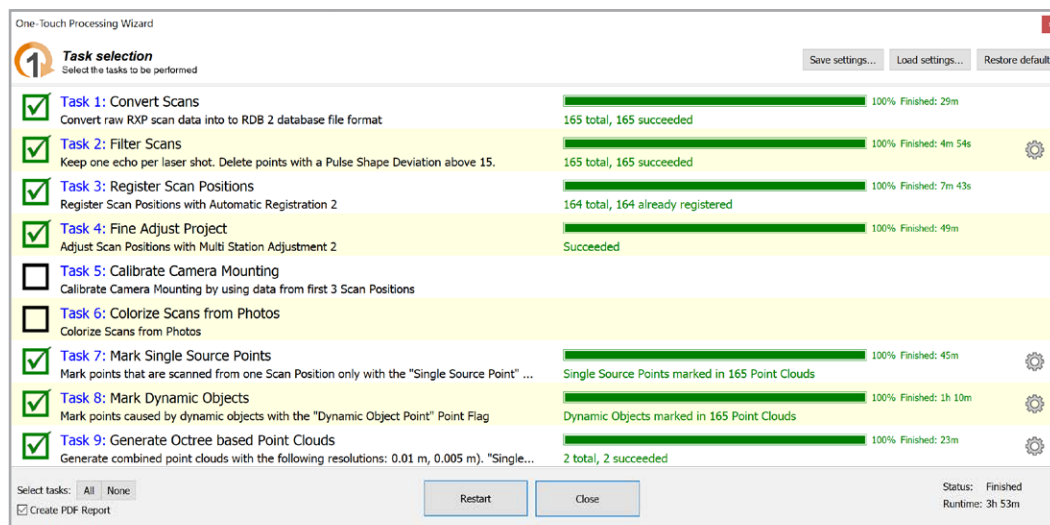 One-Touch Processing Wizard
1
Task selection
Select the tasks to be performed
Save settings...
Load settings...
Restore default
Task 1: Convert Scans
Convert raw RXP scan data into to RDB 2 database file format
100% Finished: 29m
165 total, 165 succeeded
Task 2: Filter Scans
Keep one echo per laser shot. Delete points with a Pulse Shape Deviation above 15.
100% Finished: 4m 54s
165 total, 165 succeeded
Task 3: Register Scan Positions
Register Scan Positions with Automatic Registration 2
100% Finished: 7m 43s
164 total, 164 already registered
Task 4: Fine Adjust Project
Adjust Scan Positions with Multi Station Adjustment 2
100% Finished: 49m
Succeeded
Task 5: Calibrate Camera Mounting
Calibrate Camera Mounting by using data from first 3 Scan Positions
Task 6: Colorize Scans from Photos
Colorize Scans from Photos
Task 7: Mark Single Source Points
Mark points that are scanned from one Scan Position only with the "Single Source Point" ...
100% Finished: 45m
Single Source Points marked in 165 Point Clouds
Task 8: Mark Dynamic Objects
Mark points caused by dynamic objects with the "Dynamic Object Point" Point Flag
100% Finished: 1h 10m
Dynamic Objects marked in 165 Point Clouds
Task 9: Generate Octree based Point Clouds
Generate combined point clouds with the following resolutions: 0.01 m, 0.005 m). "Single...
100% Finished: 23m
2 total, 2 succeeded
Select tasks: All None
Create PDF Report
Restart
Close
Status: Finished
Runtime: 3h 53m